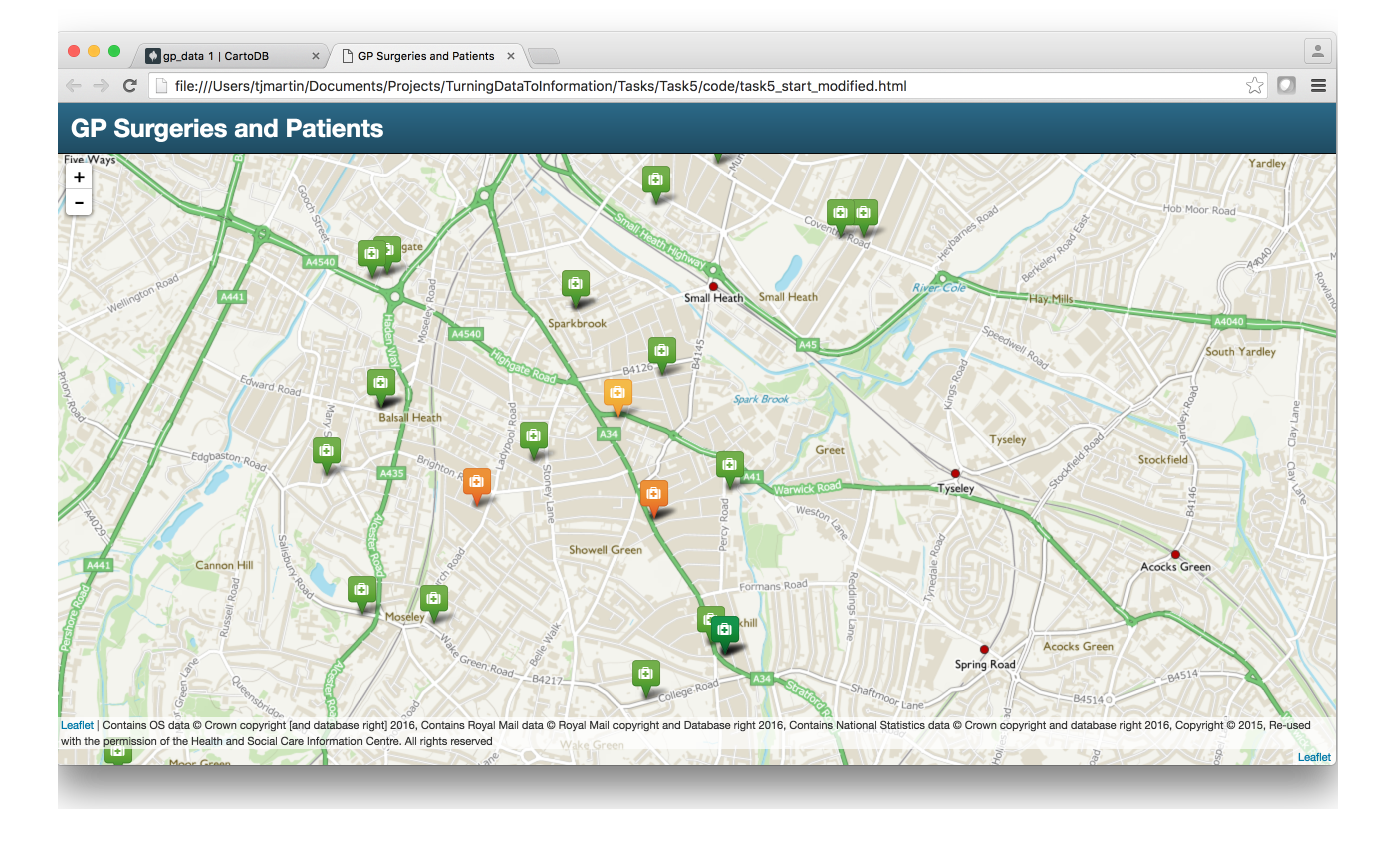 gp_data 1 | CartoDB
GP Surgeries and Patients
file:///Users/tjmartin/Documents/Projects/TurningDataToInformation/Tasks/Task5/code/task5_start_modified.html
GP Surgeries and Patients
Five Ways
+
-
Yardley
Gooch Street
Hob Moor Road
Coventry Road
Small Heath Highway
Heybarnes Road
Berkeley Road East
A4040
gate
A4540
Wellington Road
A441
Moseley Road
Small Heath
Small Heath
River Cole
Hay Mills
A4040
Sparkbrook
Haden Way
A4540
A45
Speedwell Road
South Yardley
Highgate Road
B4126
B4145
Priory Road
Edward Road
Kings Road
Yardley Road
Balsall Heath
Spark Brook
Clay Lane
Mary S
Ladypool Road
A34
Tyseley
Edgbaston Road
Greet
Stockfield Road
Stockfield
Brighton R
A435
A41
Warwick Road
Tyseley
Clay Lane
Stoney Lane
B4146
A4029
Weston Lane
Percy Road
Alcester Road
Salisbury Road
Showell Green
A441
Cannon Hill
Tynedale Road
Acocks Green
Formans Road
Reddings Lane
urch Road
Russell Road
Pershore Road
Moseley
khill
Belle Walk
Wake Green Road
Acocks Green
Spring Road
B4217
College Road
A34
Stratford
Shaftmoor Lane
B4514
B4514
Green Lane
Queensbridge
Alcester Road
Leaflet | Contains OS data © Crown copyright [and database right] 2016, Contains Royal Mail data © Royal Mail copyright and Database right 2016, Contains National Statistics data © Crown copyright and database right 2016, Copyright © 2015, Re-used
with the permission of the Health and Social Care Information Centre. All rights reserved
Wake Green
Moor Green
Leaflet